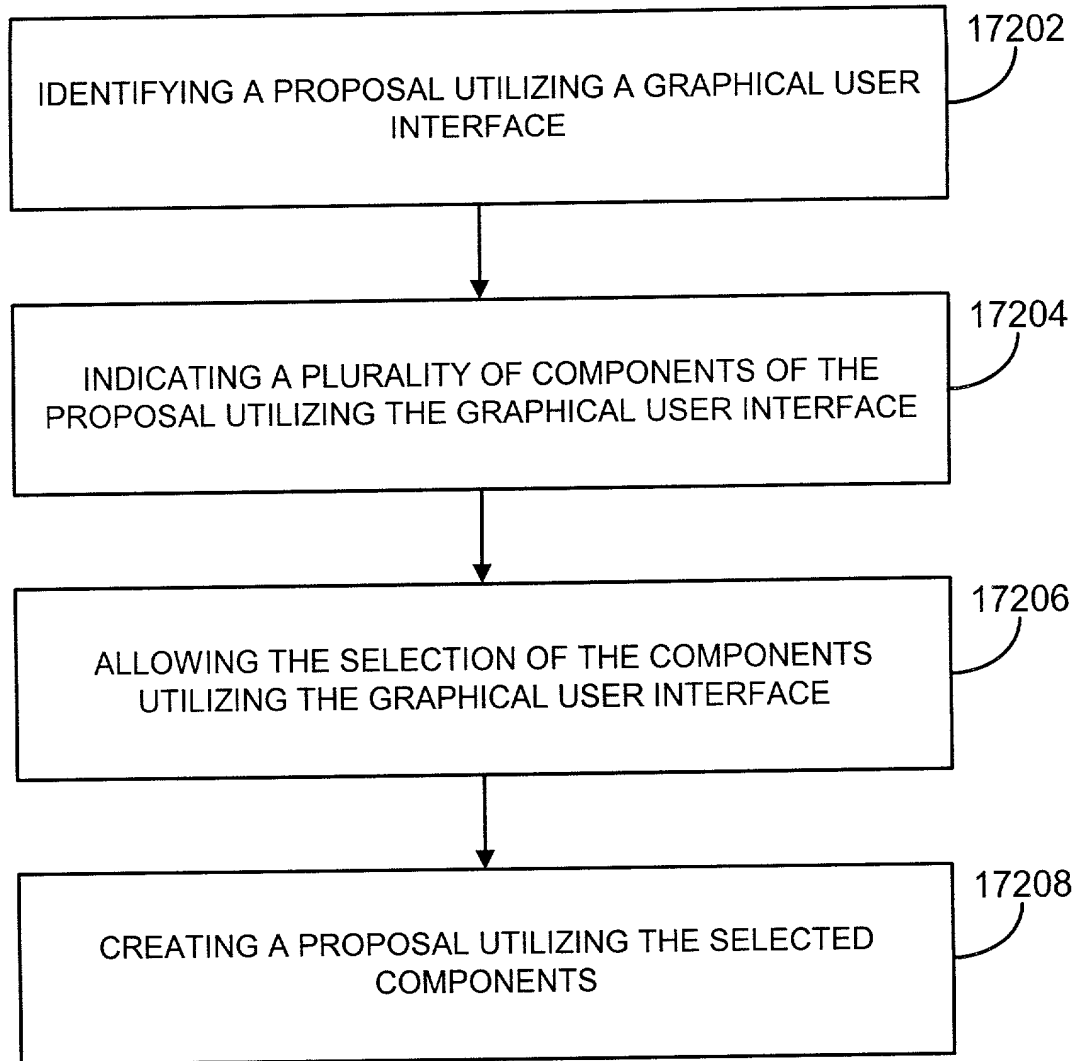 17202
IDENTIFYING A PROPOSAL UTILIZING A GRAPHICAL USER
INTERFACE
17204
INDICATING A PLURALITY OF COMPONENTS OF THE
PROPOSAL UTILIZING THE GRAPHICAL USER INTERFACE
17206
ALLOWING THE SELECTION OF THE COMPONENTS
UTILIZING THE GRAPHICAL USER INTERFACE
17208
CREATING A PROPOSAL UTILIZING THE SELECTED
COMPONENTS